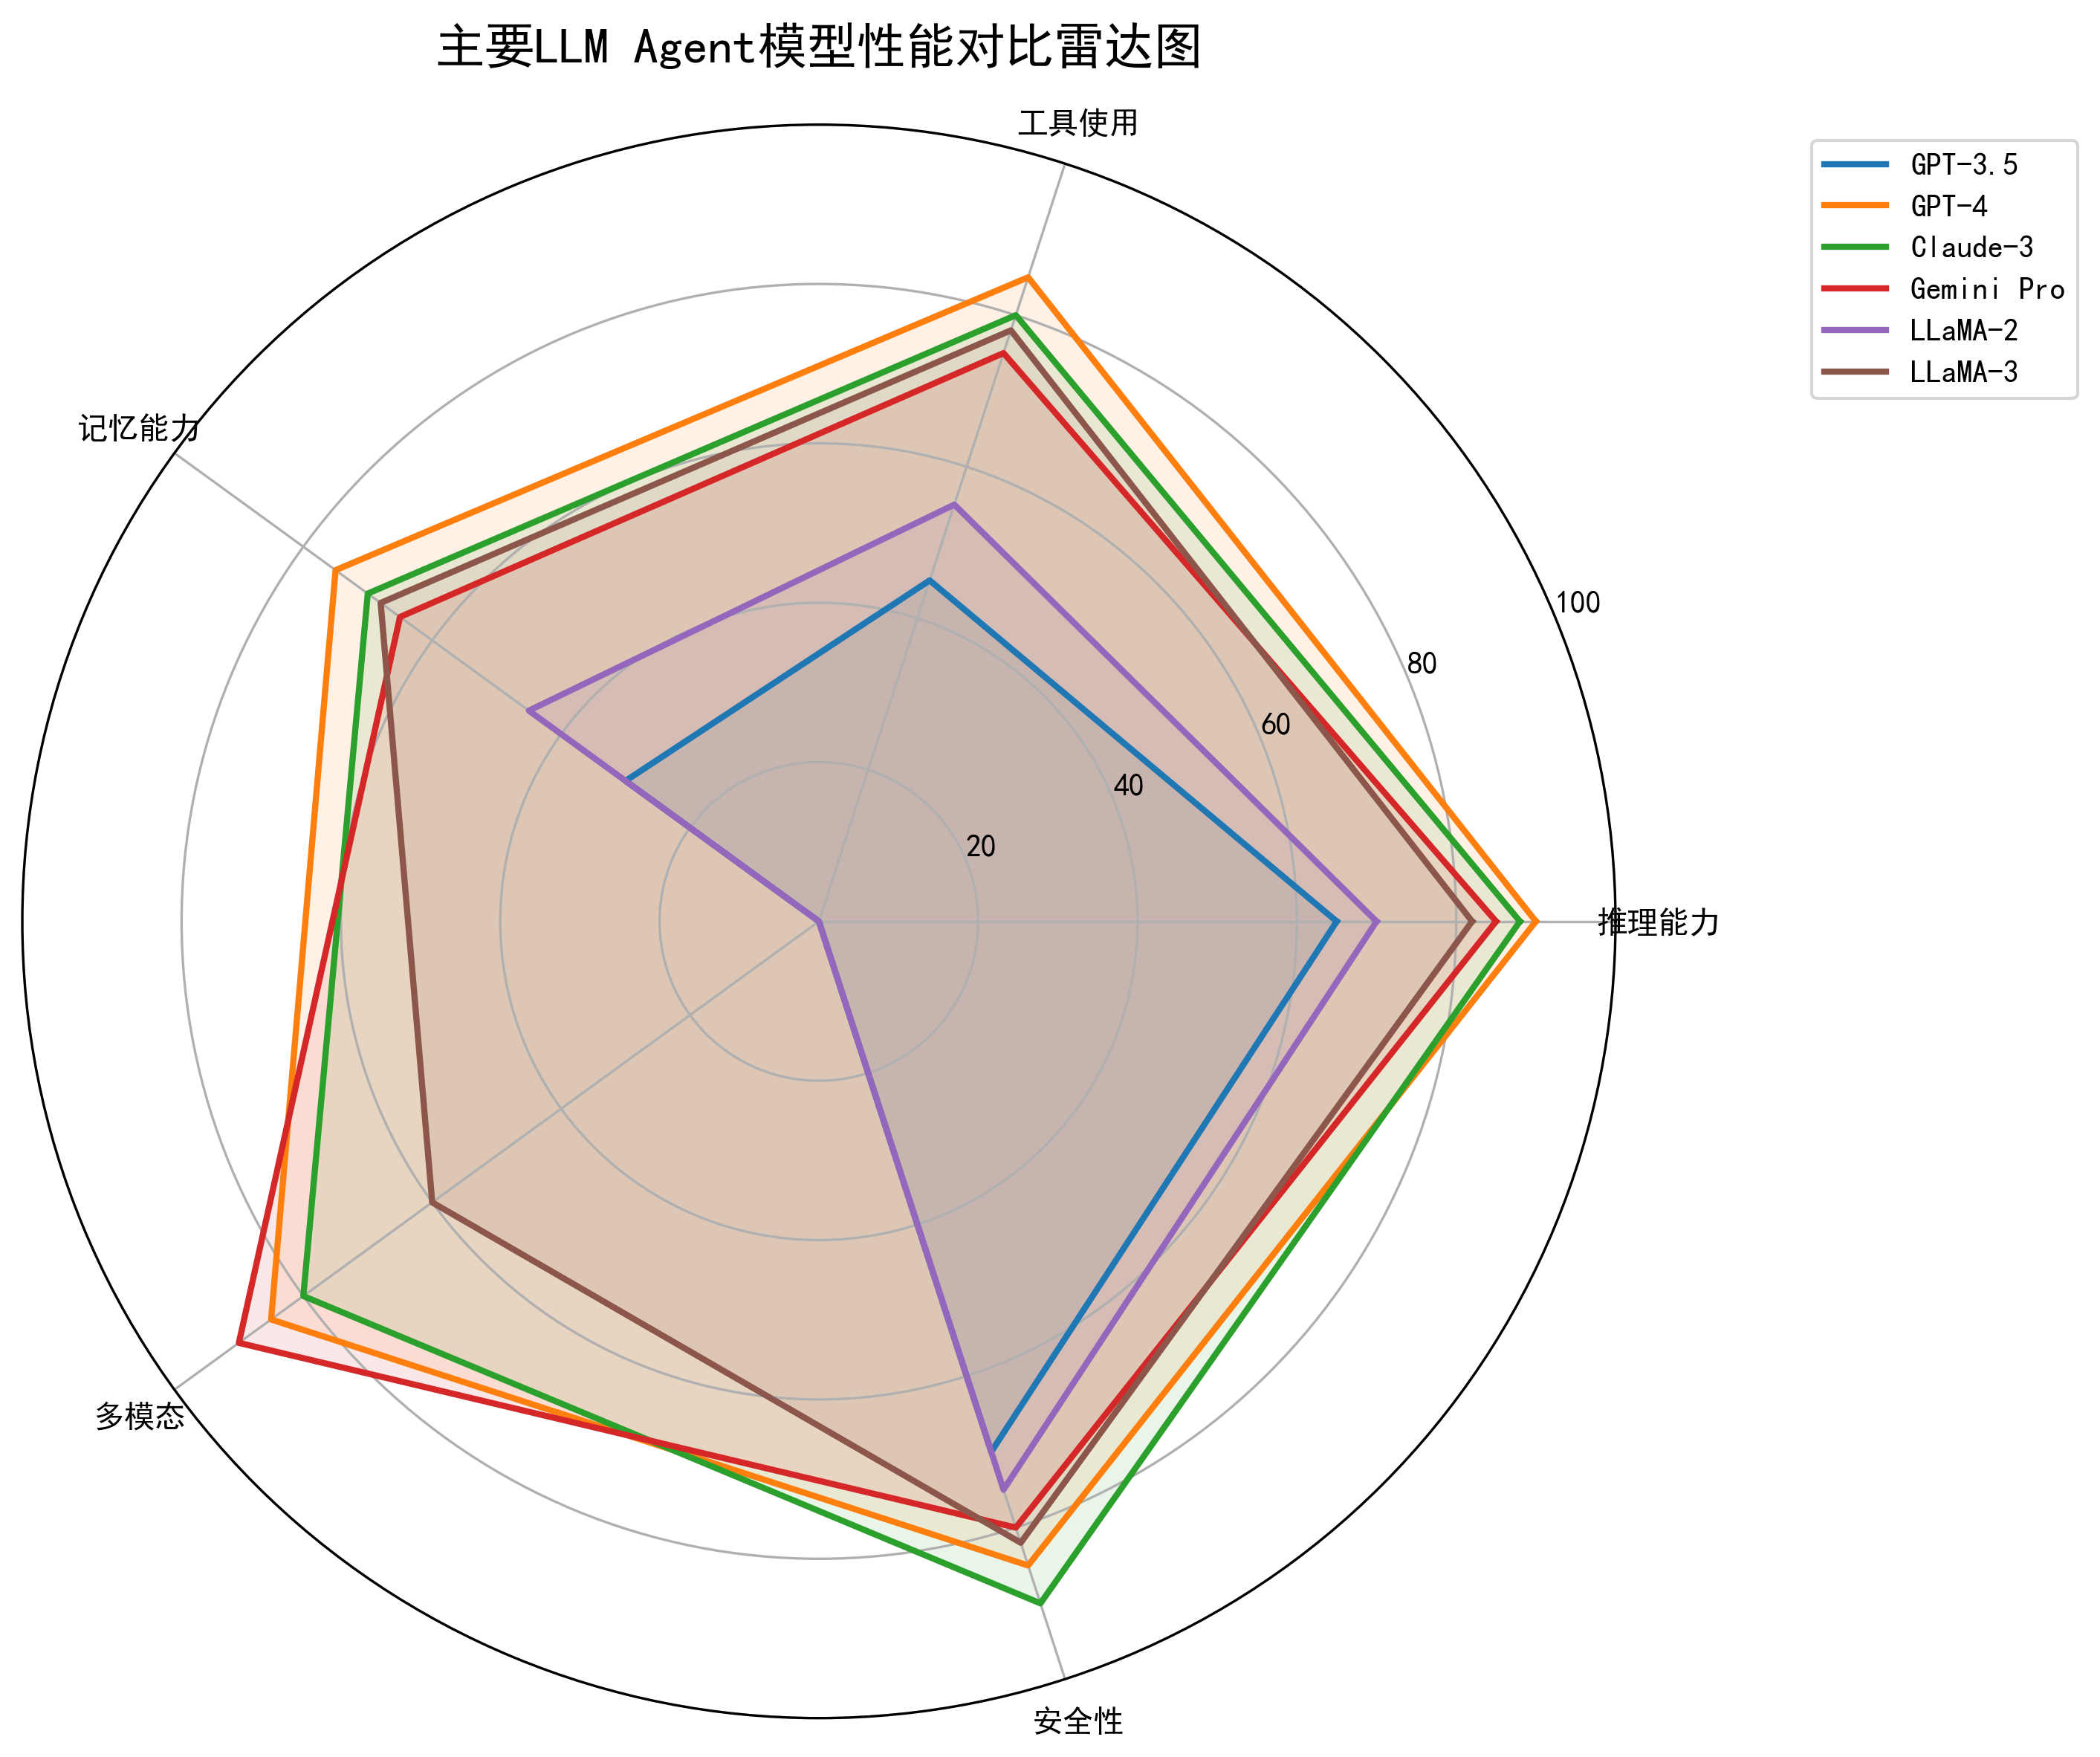 主要LLM Agent模型性能对比雷达图
工具使用
GPT-3.5
GPT-4
Claude-3
Gemini Pro
LLaMA-2
LLaMA-3
记忆能力
100
80
60
40
20
推理能力
多模态
安全性